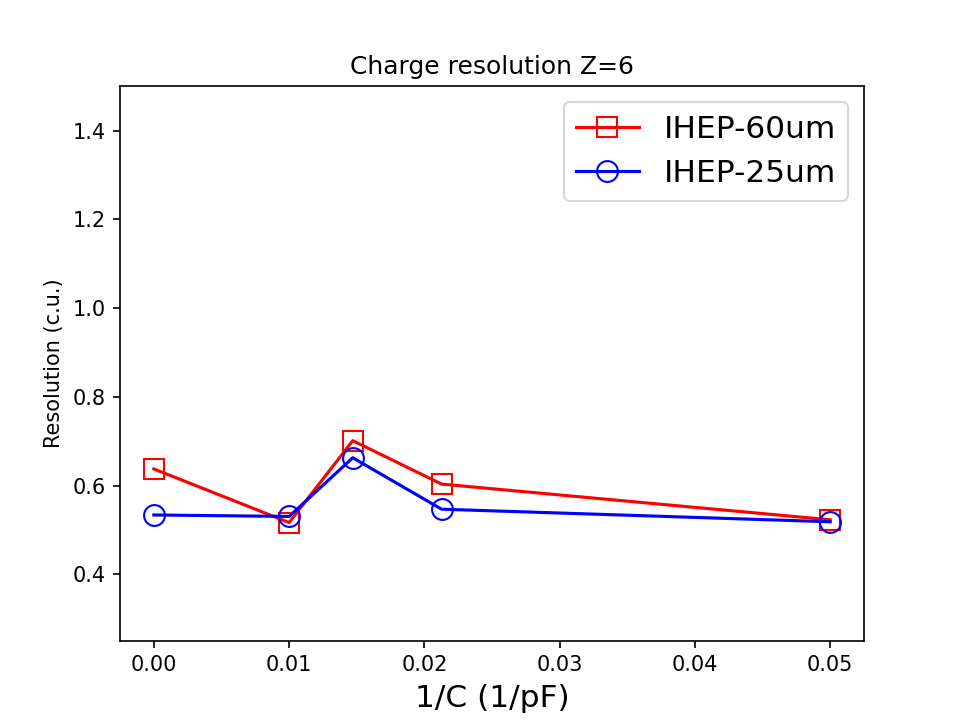 Charge resolution Z=6
IHEP-60um
IHEP-25um
Resolution (c.u.)
1.4
1.2
1.0
0.8
0.6
0.4
0.00 0.01 0.02 0.03 0.04 0.05
1/C (1/pF)